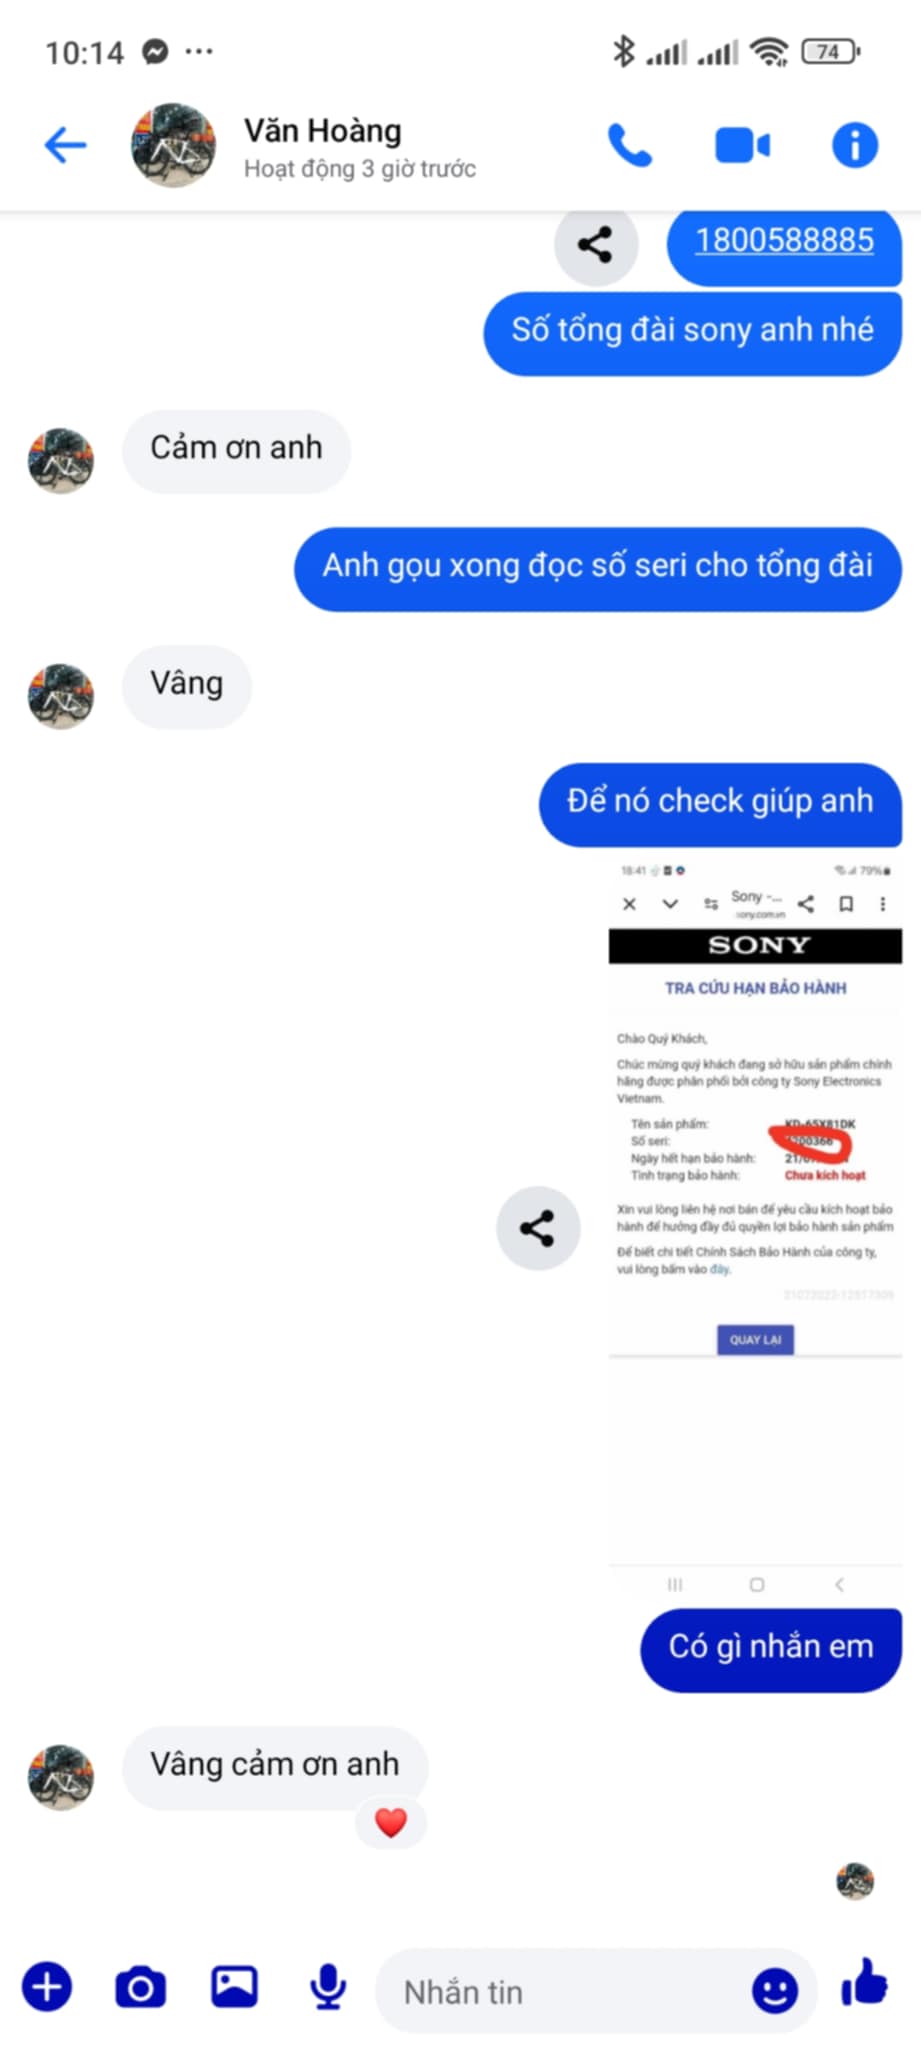 10:14
74
Văn Hoàng
Hoạt động 3 giờ trước
1800588885
Số tổng đài sony anh nhé
Cảm ơn anh
Anh gọu xong đọc số seri cho tổng đài
Vâng
Để nó check giúp anh
18:41
79%
Sony -...
sony.com.vn
SONY
TRA CỨU HẠN BẢO HÀNH
Chào Quý Khách,
Chúc mừng quý khách đang sở hữu sản phẩm chính
hãng được phân phối bởi công ty Sony Electronics
Vietnam.
Tên sản phẩm: KD-65X81DK
Số seri:
Ngày hết hạn bảo hành:
Tình trạng bảo hành: Chưa kích hoạt
Xin vui lòng liên hệ nơi bán để yêu cầu kích hoạt bảo
hành để hưởng đầy đủ quyền lợi bảo hành sản phẩm
Để biết chi tiết Chính Sách Bảo Hành của công ty,
vui lòng bấm vào đây.
QUAY LẠI
Có gì nhắn em
Vâng cảm ơn anh
Nhắn tin